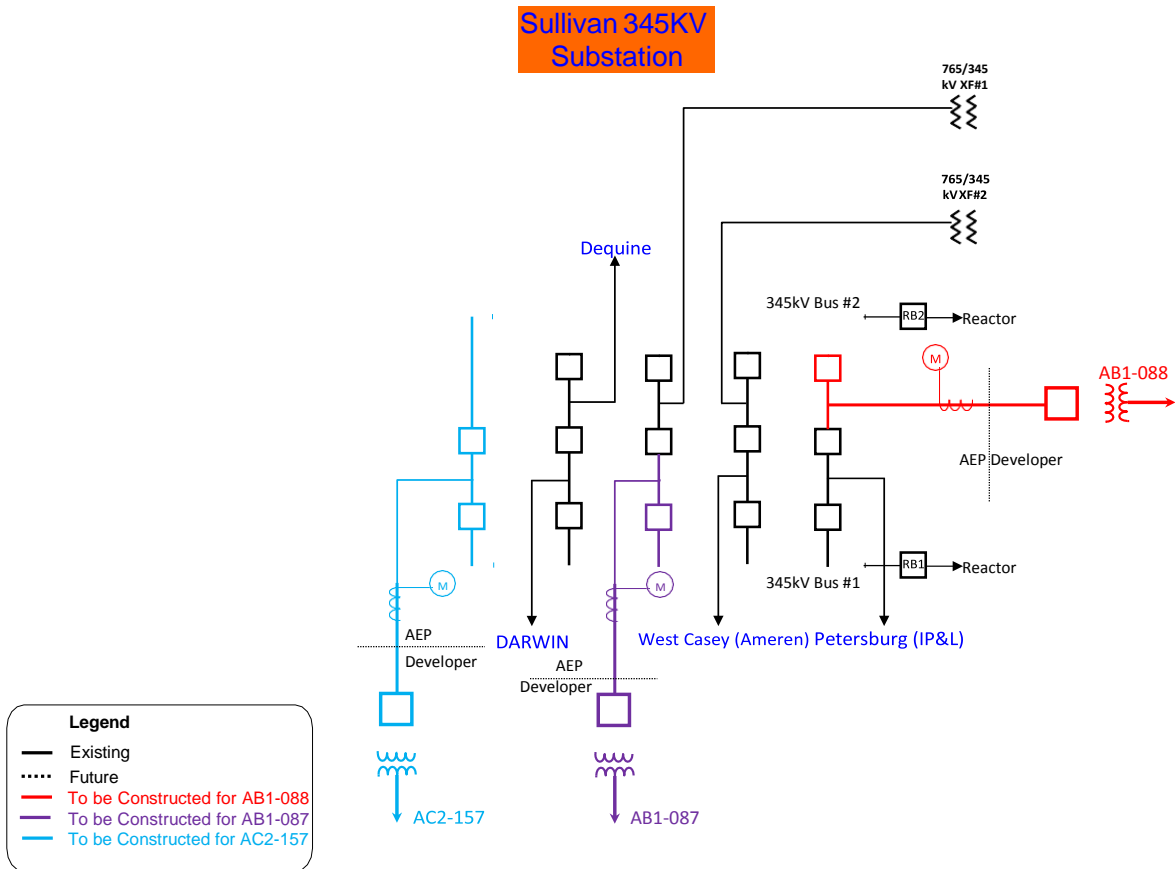 Sullivan 345KV
Substation
765/345
kV XF#1
765/345
kV XF#2
Dequine
345kV Bus #2
RB2
Reactor
M
AB1-088
AEP
Developer
345kV Bus #1
RB1
Reactor
M
M
AEP
Developer
DARWIN
West Casey (Ameren)
Petersburg (IP&L)
AEP
Developer
Legend
Existing
Future
To be Constructed for AB1-088
To be Constructed for AB1-087
To be Constructed for AC2-157
AC2-157
AB1-087